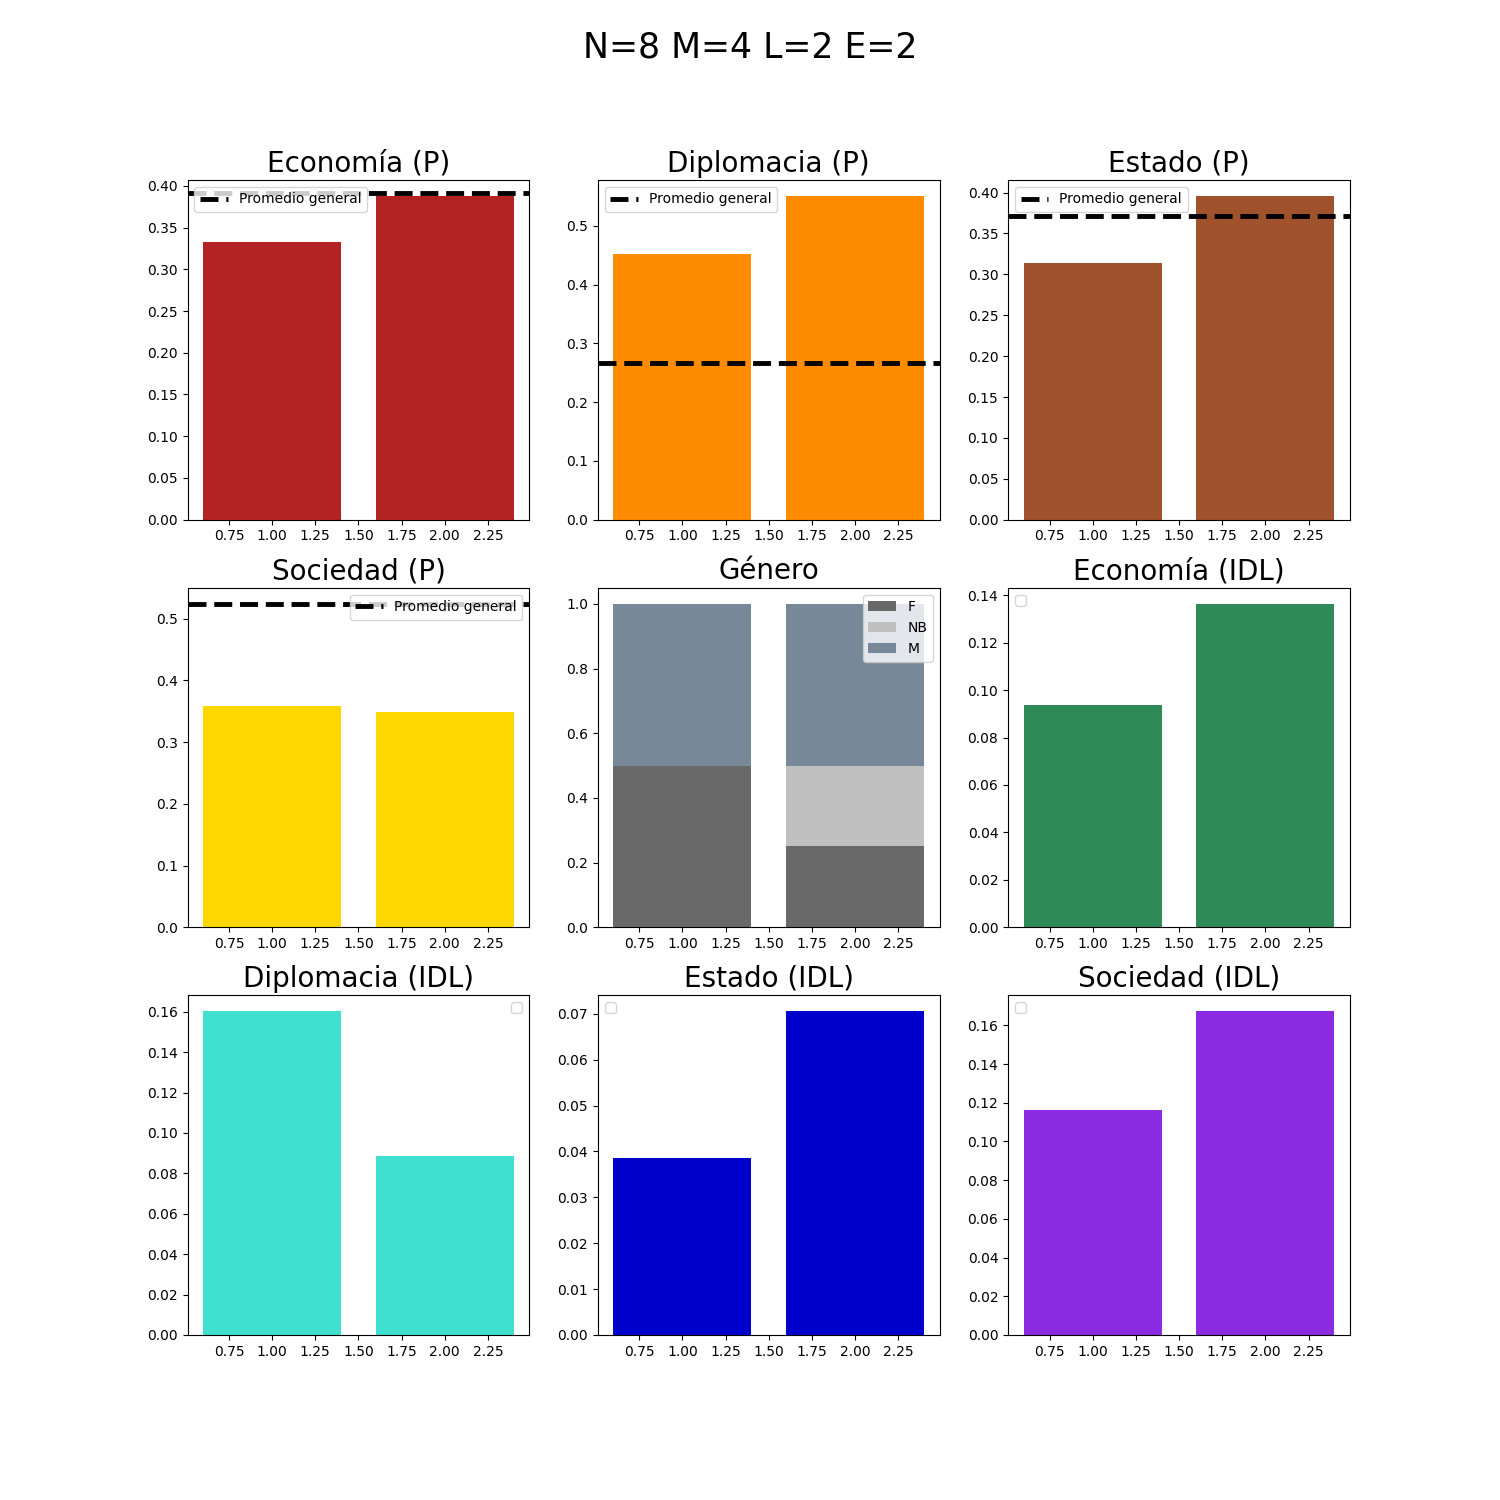 N=8 M=4 L=2 E=2
Economía (P)
Promedio general
0.40
0.35
0.30
0.25
0.20
0.15
0.10
0.05
0.00
0.75 1.00 1.25 1.50 1.75 2.00 2.25
Diplomacia (P)
Promedio general
0.5
0.4
0.3
0.2
0.1
0.0
0.75 1.00 1.25 1.50 1.75 2.00 2.25
Estado (P)
Promedio general
0.40
0.35
0.30
0.25
0.20
0.15
0.10
0.05
0.00
0.75 1.00 1.25 1.50 1.75 2.00 2.25
Sociedad (P)
Promedio general
0.5
0.4
0.3
0.2
0.1
0.0
0.75 1.00 1.25 1.50 1.75 2.00 2.25
Género
F
NB
M
1.0
0.8
0.6
0.4
0.2
0.0
0.75 1.00 1.25 1.50 1.75 2.00 2.25
Economía (IDL)
0.14
0.12
0.10
0.08
0.06
0.04
0.02
0.00
0.75 1.00 1.25 1.50 1.75 2.00 2.25
Diplomacia (IDL)
0.16
0.14
0.12
0.10
0.08
0.06
0.04
0.02
0.00
0.75 1.00 1.25 1.50 1.75 2.00 2.25
Estado (IDL)
0.07
0.06
0.05
0.04
0.03
0.02
0.01
0.00
0.75 1.00 1.25 1.50 1.75 2.00 2.25
Sociedad (IDL)
0.16
0.14
0.12
0.10
0.08
0.06
0.04
0.02
0.00
0.75 1.00 1.25 1.50 1.75 2.00 2.25